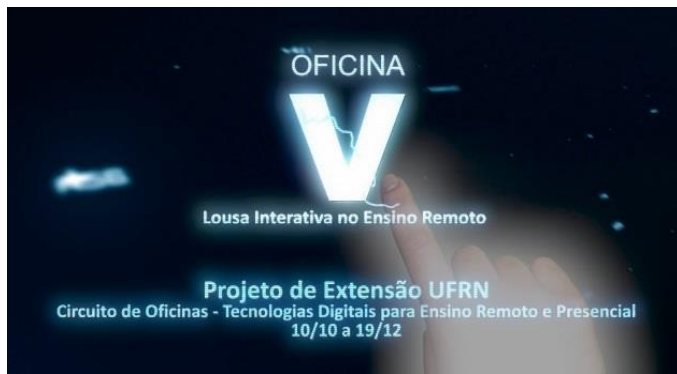 OFICINA
V
Lousa Interativa no Ensino Remoto
Projeto de Extensão UFRN
Circuito de Oficinas - Tecnologias Digitais para Ensino Remoto e Presencial
10/10 a 19/12